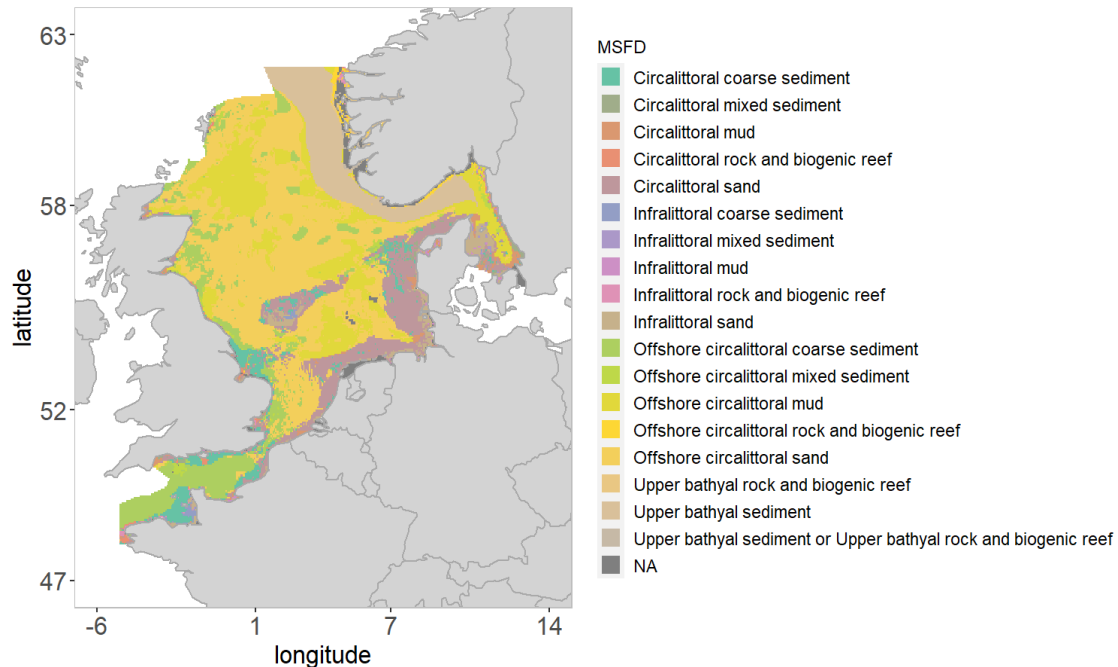 63
58
52
47
latitude
-6
1
7
14
longitude
MSFD
Circalittoral coarse sediment
Circalittoral mixed sediment
Circalittoral mud
Circalittoral rock and biogenic reef
Circalittoral sand
Infralittoral coarse sediment
Infralittoral mixed sediment
Infralittoral mud
Infralittoral rock and biogenic reef
Infralittoral sand
Offshore circalittoral coarse sediment
Offshore circalittoral mixed sediment
Offshore circalittoral mud
Offshore circalittoral rock and biogenic reef
Offshore circalittoral sand
Upper bathyal rock and biogenic reef
Upper bathyal sediment
Upper bathyal sediment or Upper bathyal rock and biogenic reef
NA